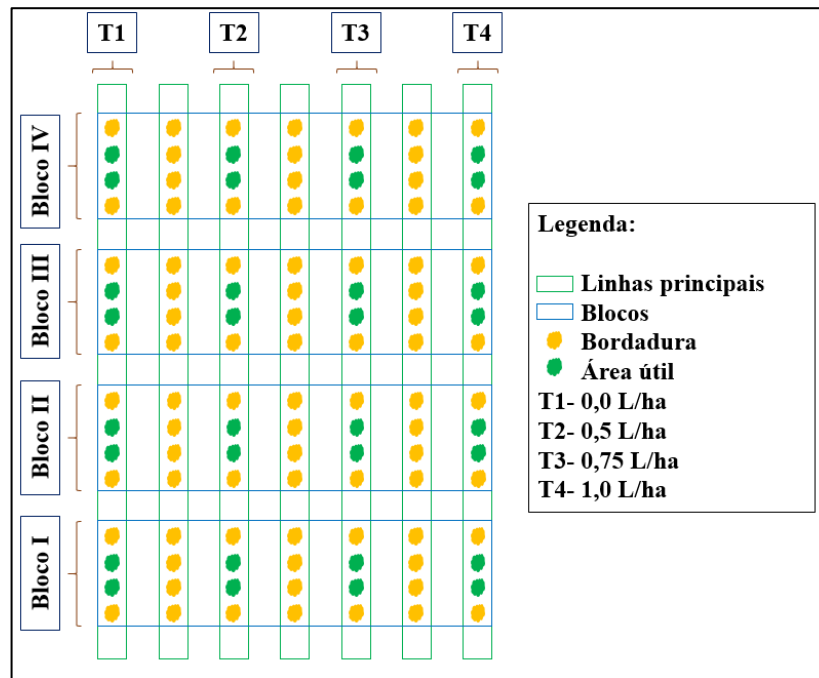 T1 T2 T3 T4
Bloco IV
Bloco III
Bloco II
Bloco I
Legenda:
Linhas principais
Blocos
Bordadura
Área útil
T1- 0,0 L/ha
T2- 0,5 L/ha
T3- 0,75 L/ha
T4- 1,0 L/ha